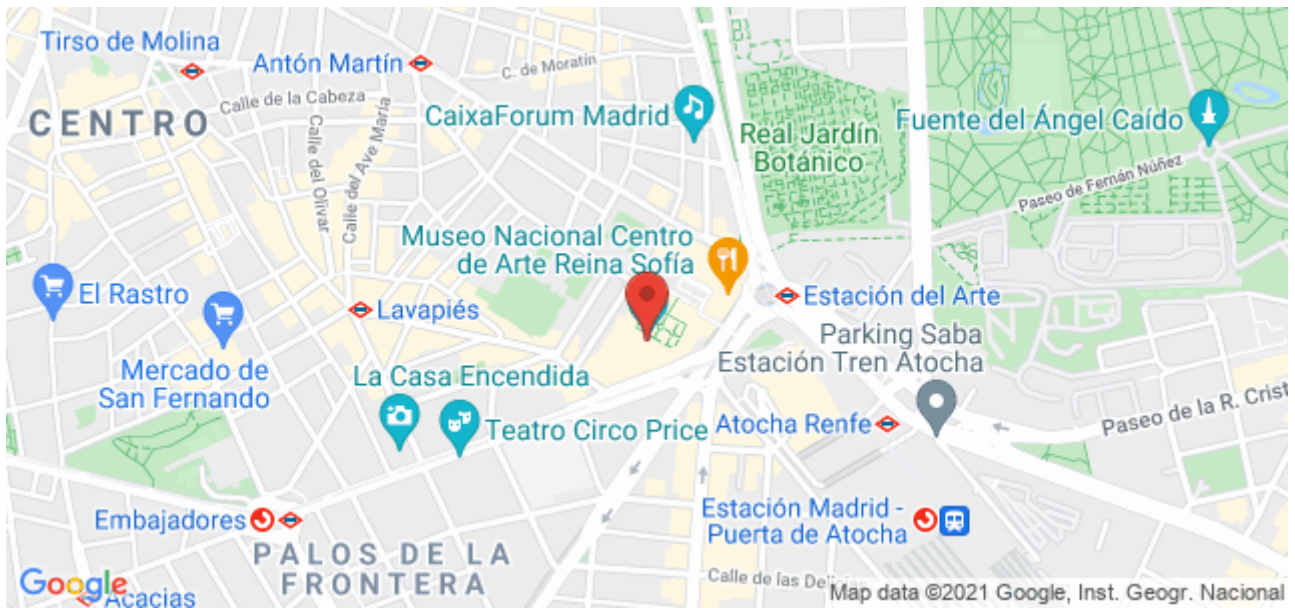 Tirso de Molina
Antón Martín
C. de Moratín
CENTRO
Calle de la Cabeza
Calle del Olivar
Calle del Ave María
CaixaForum Madrid
Real Jardín
Botánico
Fuente del Ángel Caído
Paseo de Fernán Núñez
Museo Nacional Centro
de Arte Reina Sofía
El Rastro
Lavapiés
Estación del Arte
Mercado de
San Fernando
Parking Saba
Estación Tren Atocha
La Casa Encendida
Teatro Circo Price
Atocha Renfe
Paseo de la R. Crist
Embajadores
Estación Madrid -
Puerta de Atocha
PALOS DE LA
FRONTERA
Calle de las Delicias
Google
Acacias
Map data ©2021 Google, Inst. Geogr. Nacional